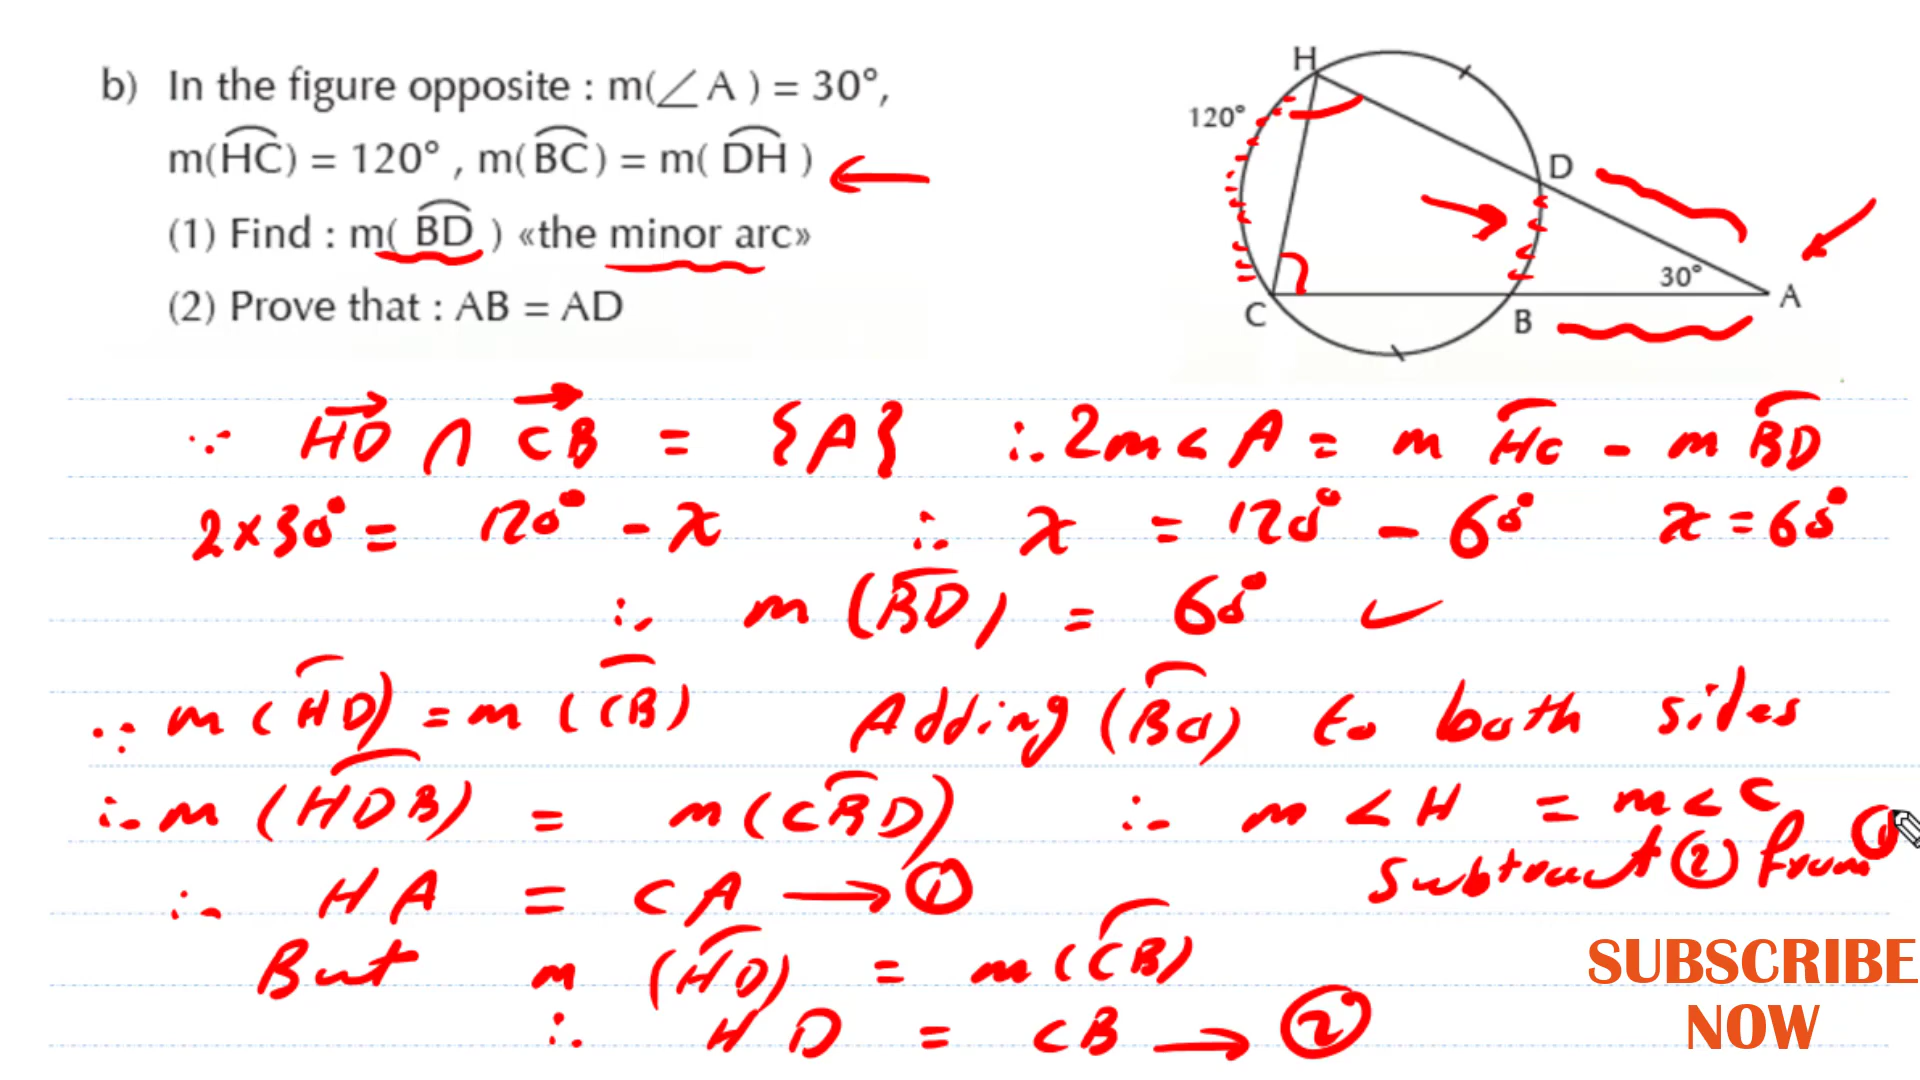 b) In the figure opposite : m(∠A) = 30°,
m(HC) = 120° , m(BC) = m( DH )
(1) Find : m( BD ) «the minor arc»
(2) Prove that : AB = AD
H
120°
D
30°
A
C
B
∵ HD ∩ CB = {A} ∴ 2m<A = m HC - m BD
2×30° = 120° - x ∴ x = 120° - 60° x = 60°
∴ m (BD) = 60° ✓
∵ m (HD) = m (CB) Adding (BD) to both sides
∴ m (HDB) = m (CBD) ∴ m <H = m<C
∴ HA = CA → ① Subtract ② from ①
But m (HD) = m (CB)
∴ HD = CB → ②
SUBSCRIBE
NOW